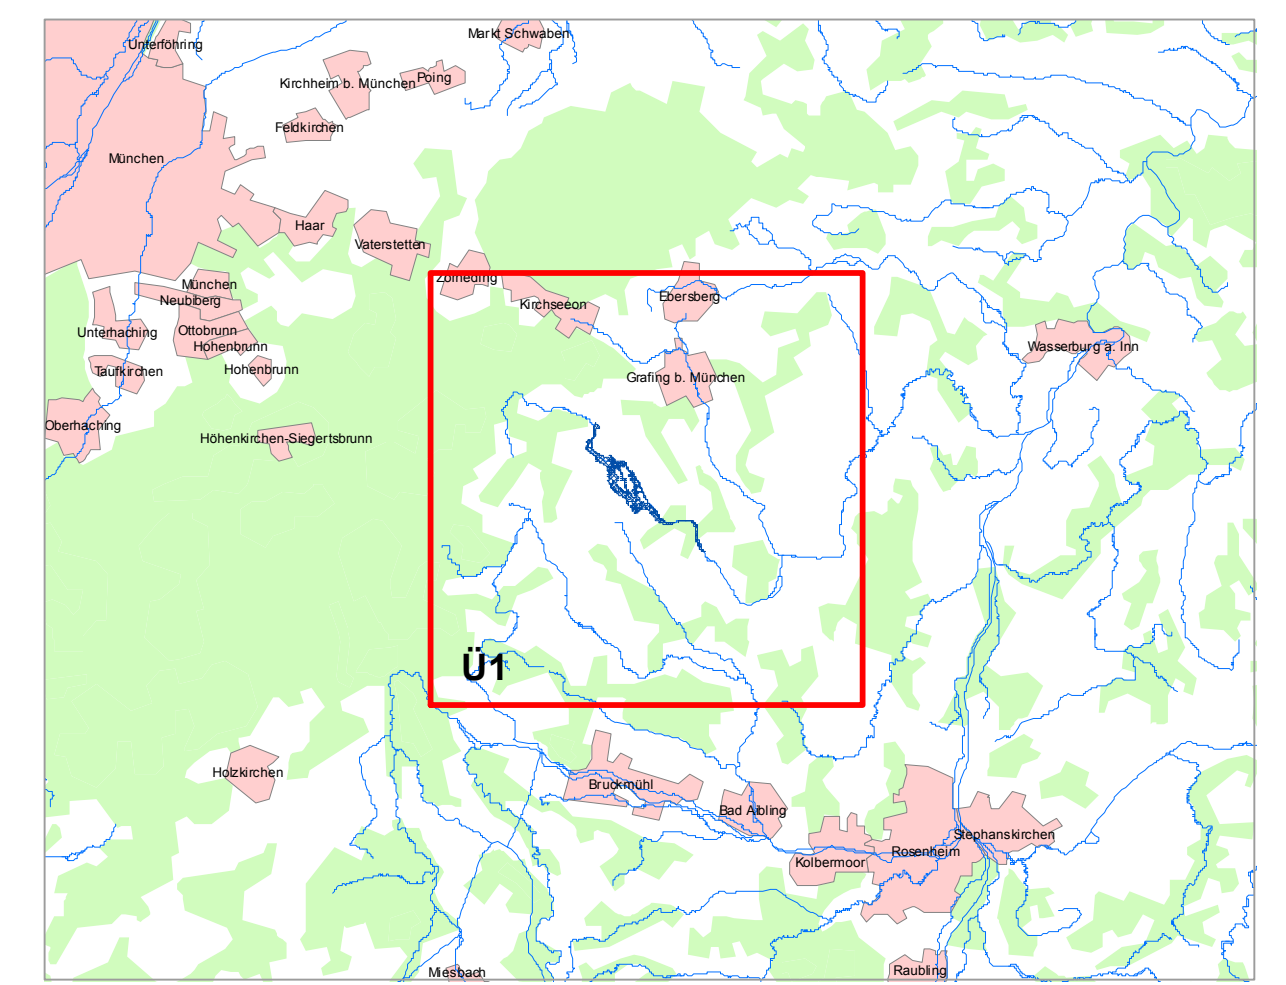 Markt Schwaben
Unterföhring
Kirchheim b. München
Poing
Feldkirchen
München
Haar
Vaterstetten
Zorneding
München
Neubiberg
Kirchseeon
Ebersberg
Unterhaching
Ottobrunn
Hohenbrunn
Wasserburg a. Inn
Taufkirchen
Hohenbrunn
Grafing b. München
Oberhaching
Höhenkirchen-Siegertsbrunn
Ü1
Holzkirchen
Bruckmühl
Bad Aibling
Stephanskirchen
Rosenheim
Kolbermoor
Miesbach
Raubling